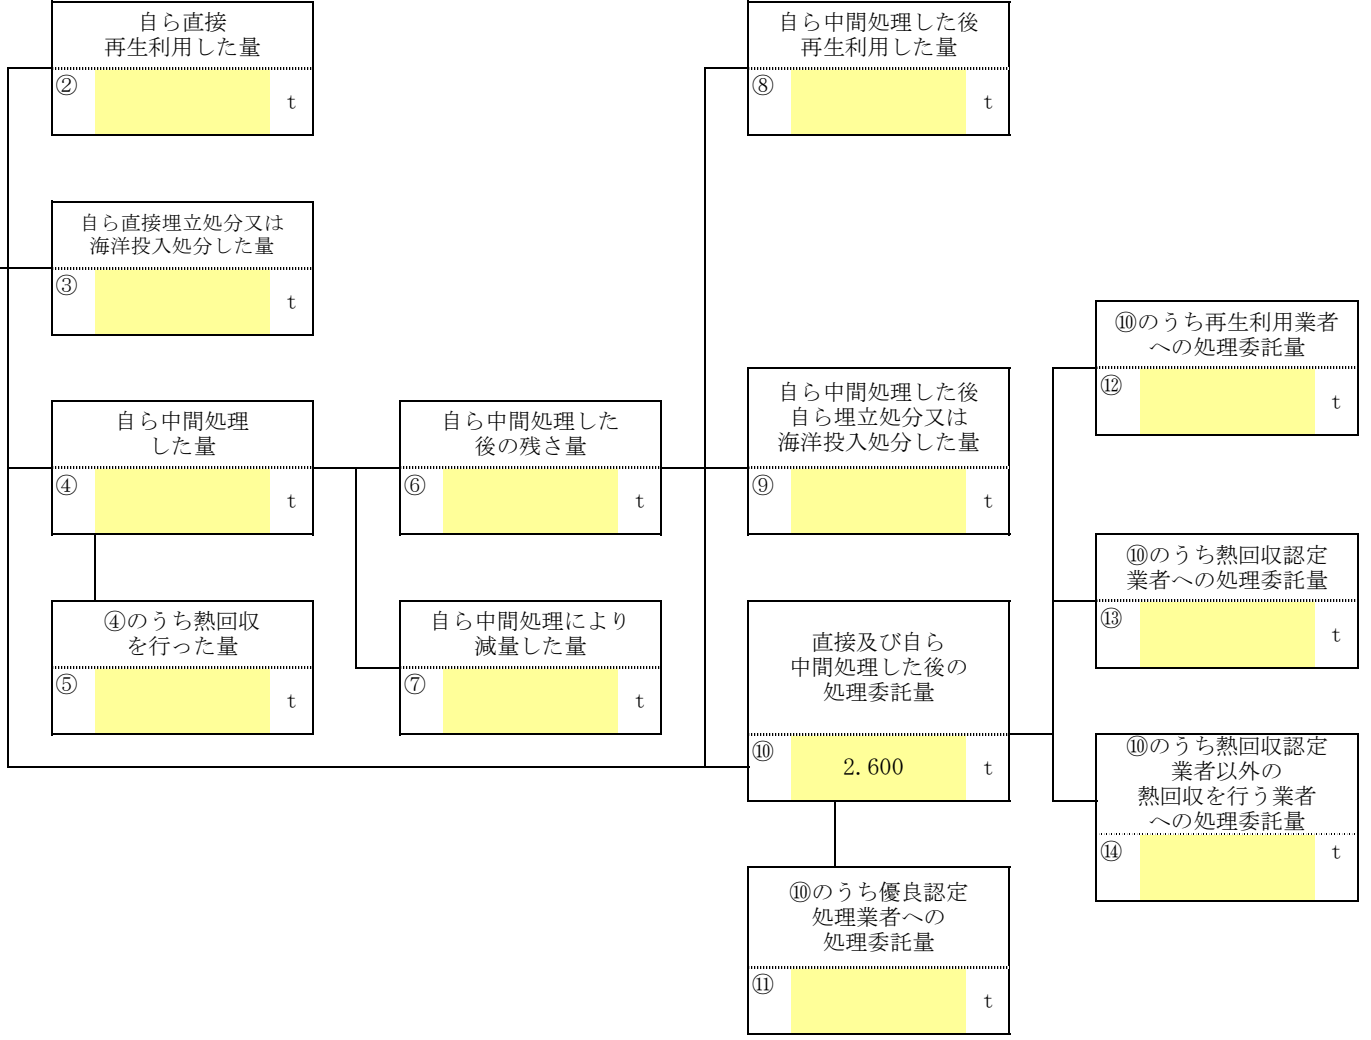 自ら直接
再生利用した量
②
t
自ら中間処理した後
再生利用した量
⑧
t
自ら直接埋立処分又は
海洋投入処分した量
③
t
⑩のうち再生利用業者
への処理委託量
⑫
t
自ら中間処理
した量
④
t
自ら中間処理した
後の残さ量
⑥
t
自ら中間処理した後
自ら埋立処分又は
海洋投入処分した量
⑨
t
⑩のうち熱回収認定
業者への処理委託量
⑬
t
④のうち熱回収
を行った量
⑤
t
自ら中間処理により
減量した量
⑦
t
直接及び自ら
中間処理した後の
処理委託量
⑩
2.600
t
⑩のうち熱回収認定
業者以外の
熱回収を行う業者
への処理委託量
⑭
t
⑩のうち優良認定
処理業者への
処理委託量
⑪
t